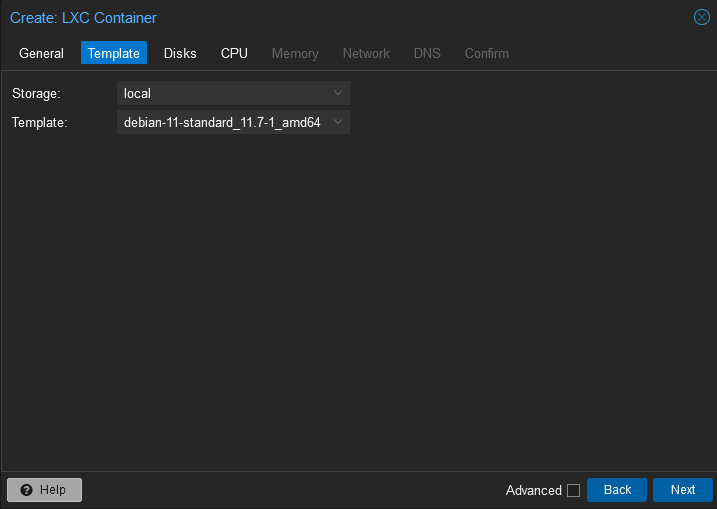 Create: LXC Container
General Template Disks CPU Memory Network DNS Confirm
Storage: local
Template: debian-11-standard_11.7-1_amd64
Help Advanced Back Next